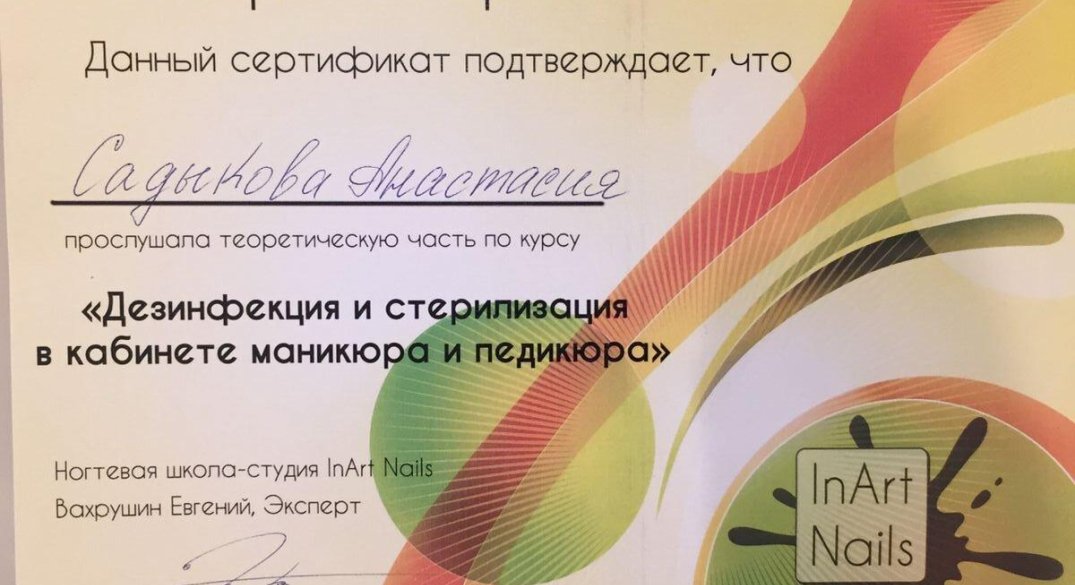 Данный сертификат подтверждает, что
Садыкова Анастасия
прослушала теоретическую часть по курсу
«Дезинфекция и стерилизация
в кабинете маникюра и педикюра»
Ногтевая школа-студия InArt Nails
Вахрушин Евгений, Эксперт
InArt
Nails